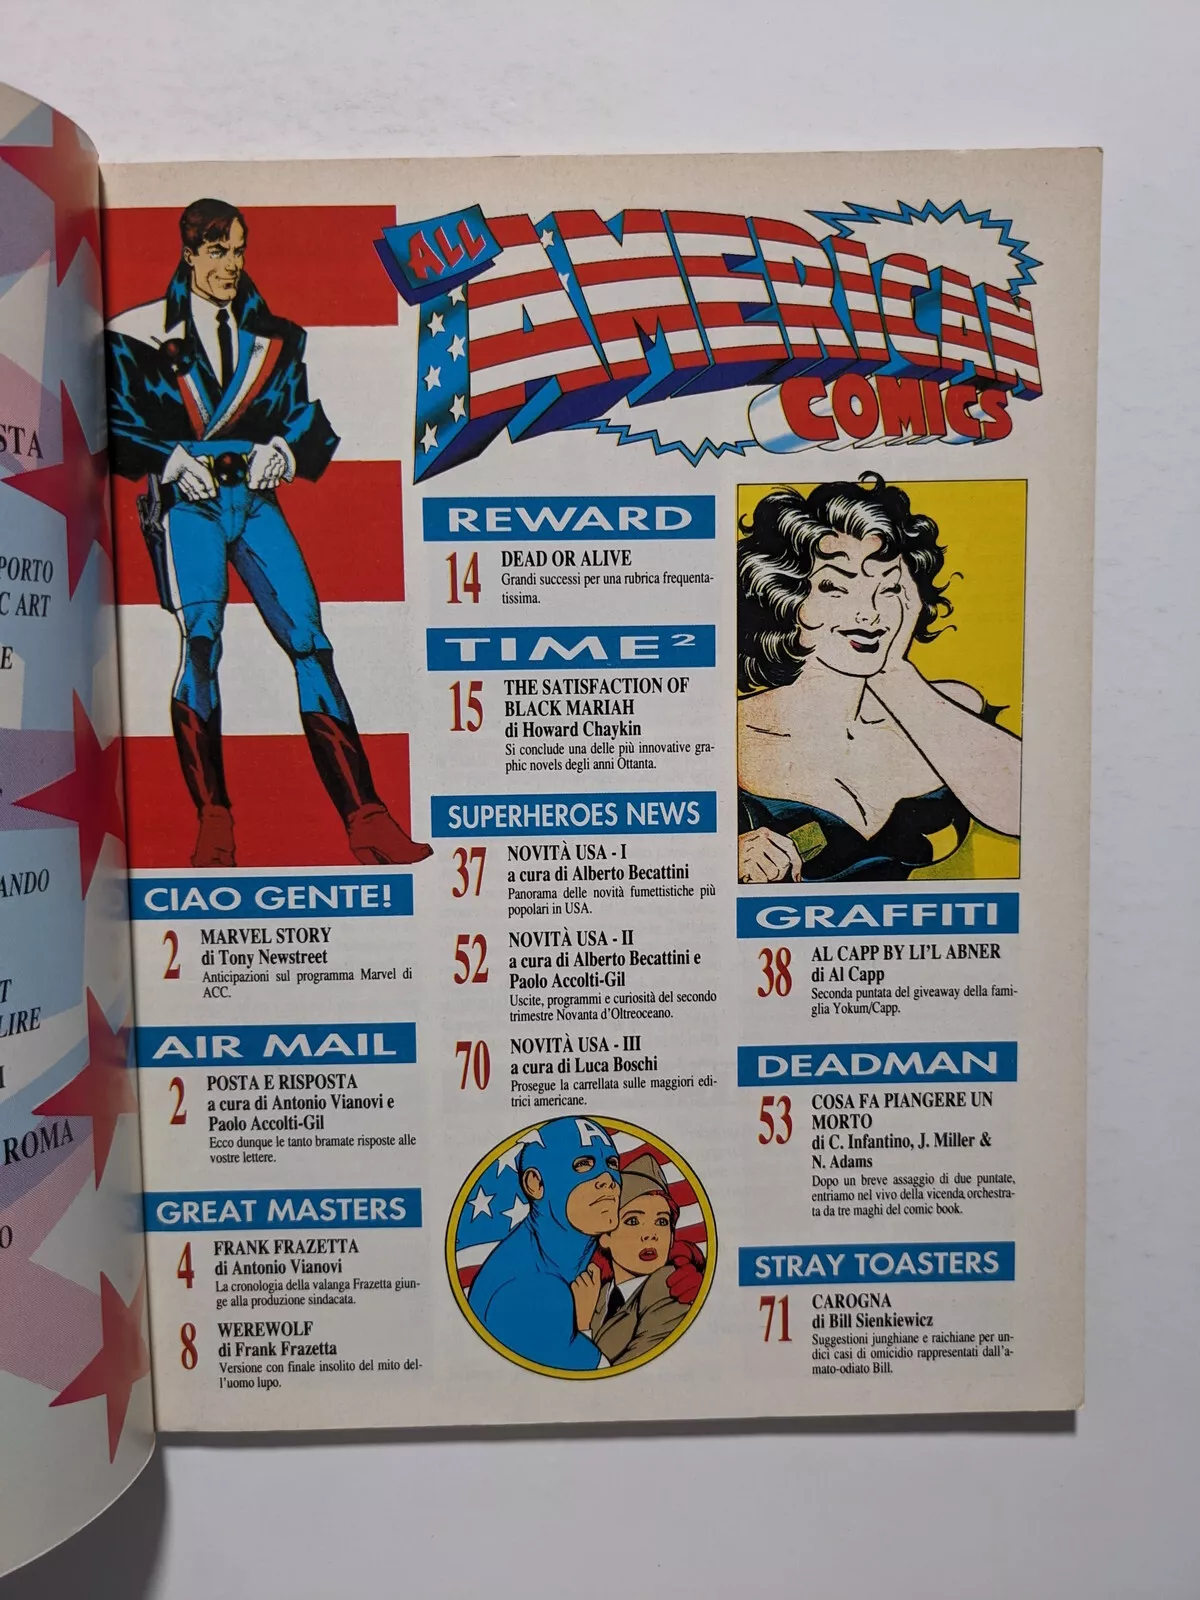 STA
PORTO
C ART
E
ANDO
T
LIRE
I
ROMA
O
ALL
AMERICAN
COMICS
CIAO GENTE!
2 MARVEL STORY
di Tony Newstreet
Anticipazioni sul programma Marvel di
ACC.
AIR MAIL
2 POSTA E RISPOSTA
a cura di Antonio Vianovi e
Paolo Accolti-Gil
Ecco dunque le tanto bramate risposte alle
vostre lettere.
GREAT MASTERS
4 FRANK FRAZETTA
di Antonio Vianovi
La cronologia della valanga Frazetta giun-
ge alla produzione sindacata.
8 WEREWOLF
di Frank Frazetta
Versione con finale insolito del mito del-
l'uomo lupo.
REWARD
14 DEAD OR ALIVE
Grandi successi per una rubrica frequenta-
tissima.
TIME²
15 THE SATISFACTION OF
BLACK MARIAH
di Howard Chaykin
Si conclude una delle più innovative gra-
phic novels degli anni Ottanta.
SUPERHEROES NEWS
37 NOVITÀ USA - I
a cura di Alberto Becattini
Panorama delle novità fumettistiche più
popolari in USA.
52 NOVITÀ USA - II
a cura di Alberto Becattini e
Paolo Accolti-Gil
Uscite, programmi e curiosità del secondo
trimestre Novanta d'Oltreoceano.
70 NOVITÀ USA - III
a cura di Luca Boschi
Prosegue la carrellata sulle maggiori edi-
trici americane.
A
GRAFFITI
38 AL CAPP BY LI'L ABNER
di Al Capp
Seconda puntata del giveaway della fami-
glia Yokum/Capp.
DEADMAN
53 COSA FA PIANGERE UN
MORTO
di C. Infantino, J. Miller &
N. Adams
Dopo un breve assaggio di due puntate,
entriamo nel vivo della vicenda orchestra-
ta da tre maghi del comic book.
STRAY TOASTERS
71 CAROGNA
di Bill Sienkiewicz
Suggestioni junghiane e raichiane per un-
dici casi di omicidio rappresentati dall'a-
mato-odiato Bill.